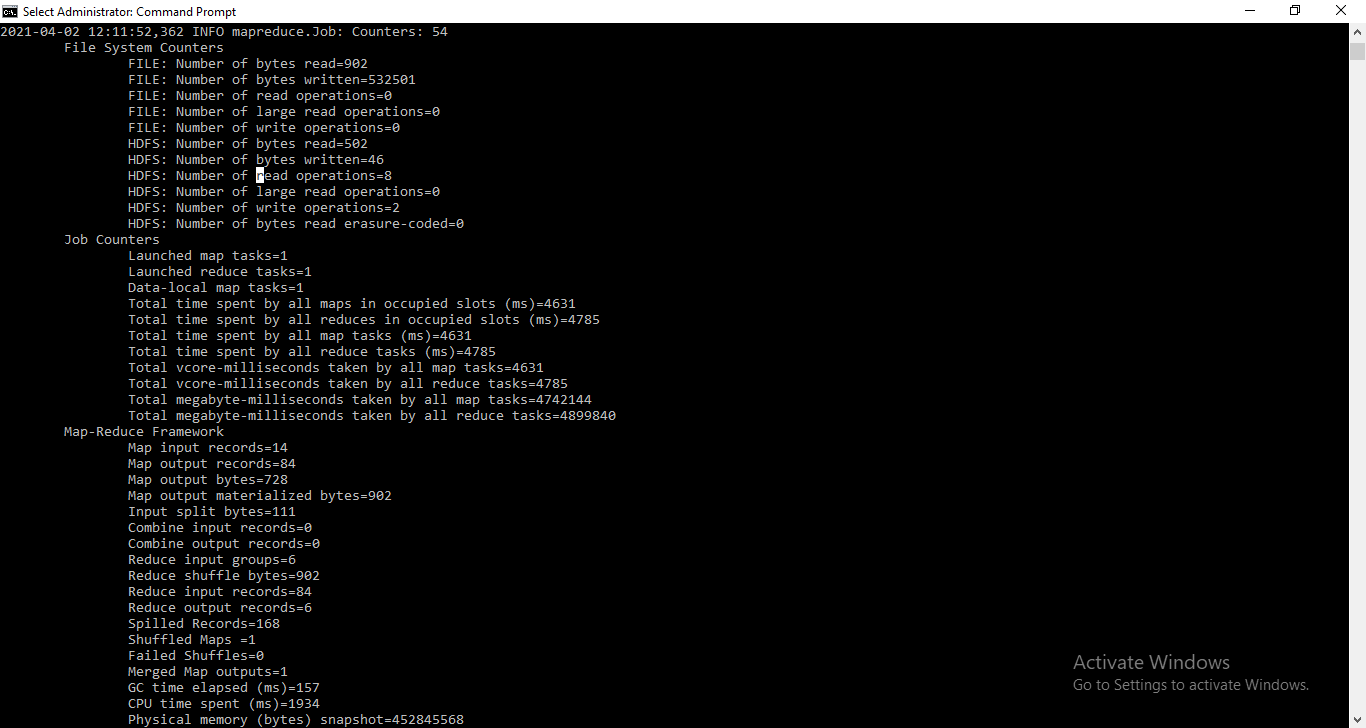 Select Administrator: Command Prompt
2021-04-02 12:11:52,362 INFO mapreduce.Job: Counters: 54
File System Counters
FILE: Number of bytes read=902
FILE: Number of bytes written=532501
FILE: Number of read operations=0
FILE: Number of large read operations=0
FILE: Number of write operations=0
HDFS: Number of bytes read=502
HDFS: Number of bytes written=46
HDFS: Number of read operations=8
HDFS: Number of large read operations=0
HDFS: Number of write operations=2
HDFS: Number of bytes read erasure-coded=0
Job Counters
Launched map tasks=1
Launched reduce tasks=1
Data-local map tasks=1
Total time spent by all maps in occupied slots (ms)=4631
Total time spent by all reduces in occupied slots (ms)=4785
Total time spent by all map tasks (ms)=4631
Total time spent by all reduce tasks (ms)=4785
Total vcore-milliseconds taken by all map tasks=4631
Total vcore-milliseconds taken by all reduce tasks=4785
Total megabyte-milliseconds taken by all map tasks=4742144
Total megabyte-milliseconds taken by all reduce tasks=4899840
Map-Reduce Framework
Map input records=14
Map output records=84
Map output bytes=728
Map output materialized bytes=902
Input split bytes=111
Combine input records=0
Combine output records=0
Reduce input groups=6
Reduce shuffle bytes=902
Reduce input records=84
Reduce output records=6
Spilled Records=168
Shuffled Maps =1
Failed Shuffles=0
Merged Map outputs=1
GC time elapsed (ms)=157
CPU time spent (ms)=1934
Physical memory (bytes) snapshot=452845568
Activate Windows
Go to Settings to activate Windows.